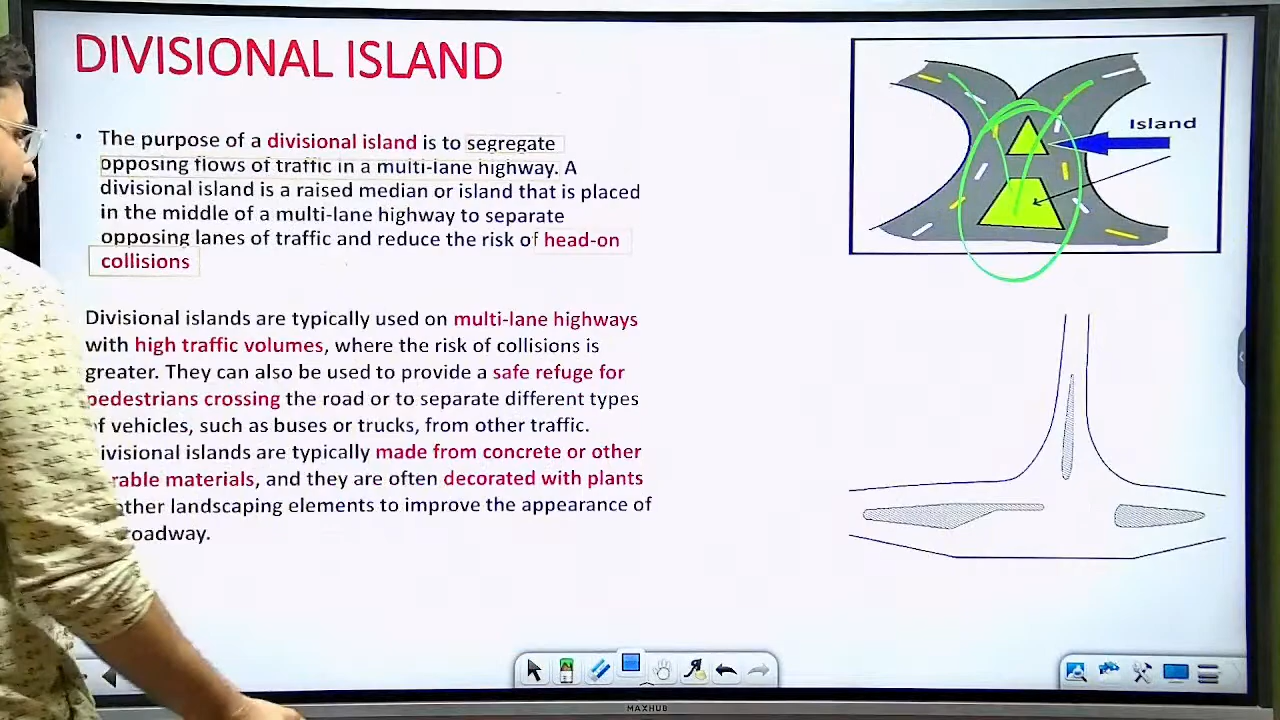 DIVISIONAL ISLAND
• The purpose of a divisional island is to segregate
opposing flows of traffic in a multi-lane highway. A
divisional island is a raised median or island that is placed
in the middle of a multi-lane highway to separate
opposing lanes of traffic and reduce the risk of head-on
collisions
Island
Divisional islands are typically used on multi-lane highways
with high traffic volumes, where the risk of collisions is
greater. They can also be used to provide a safe refuge for
pedestrians crossing the road or to separate different types
of vehicles, such as buses or trucks, from other traffic.
ivisional islands are typically made from concrete or other
rable materials, and they are often decorated with plants
other landscaping elements to improve the appearance of
roadway.
MAXHUB